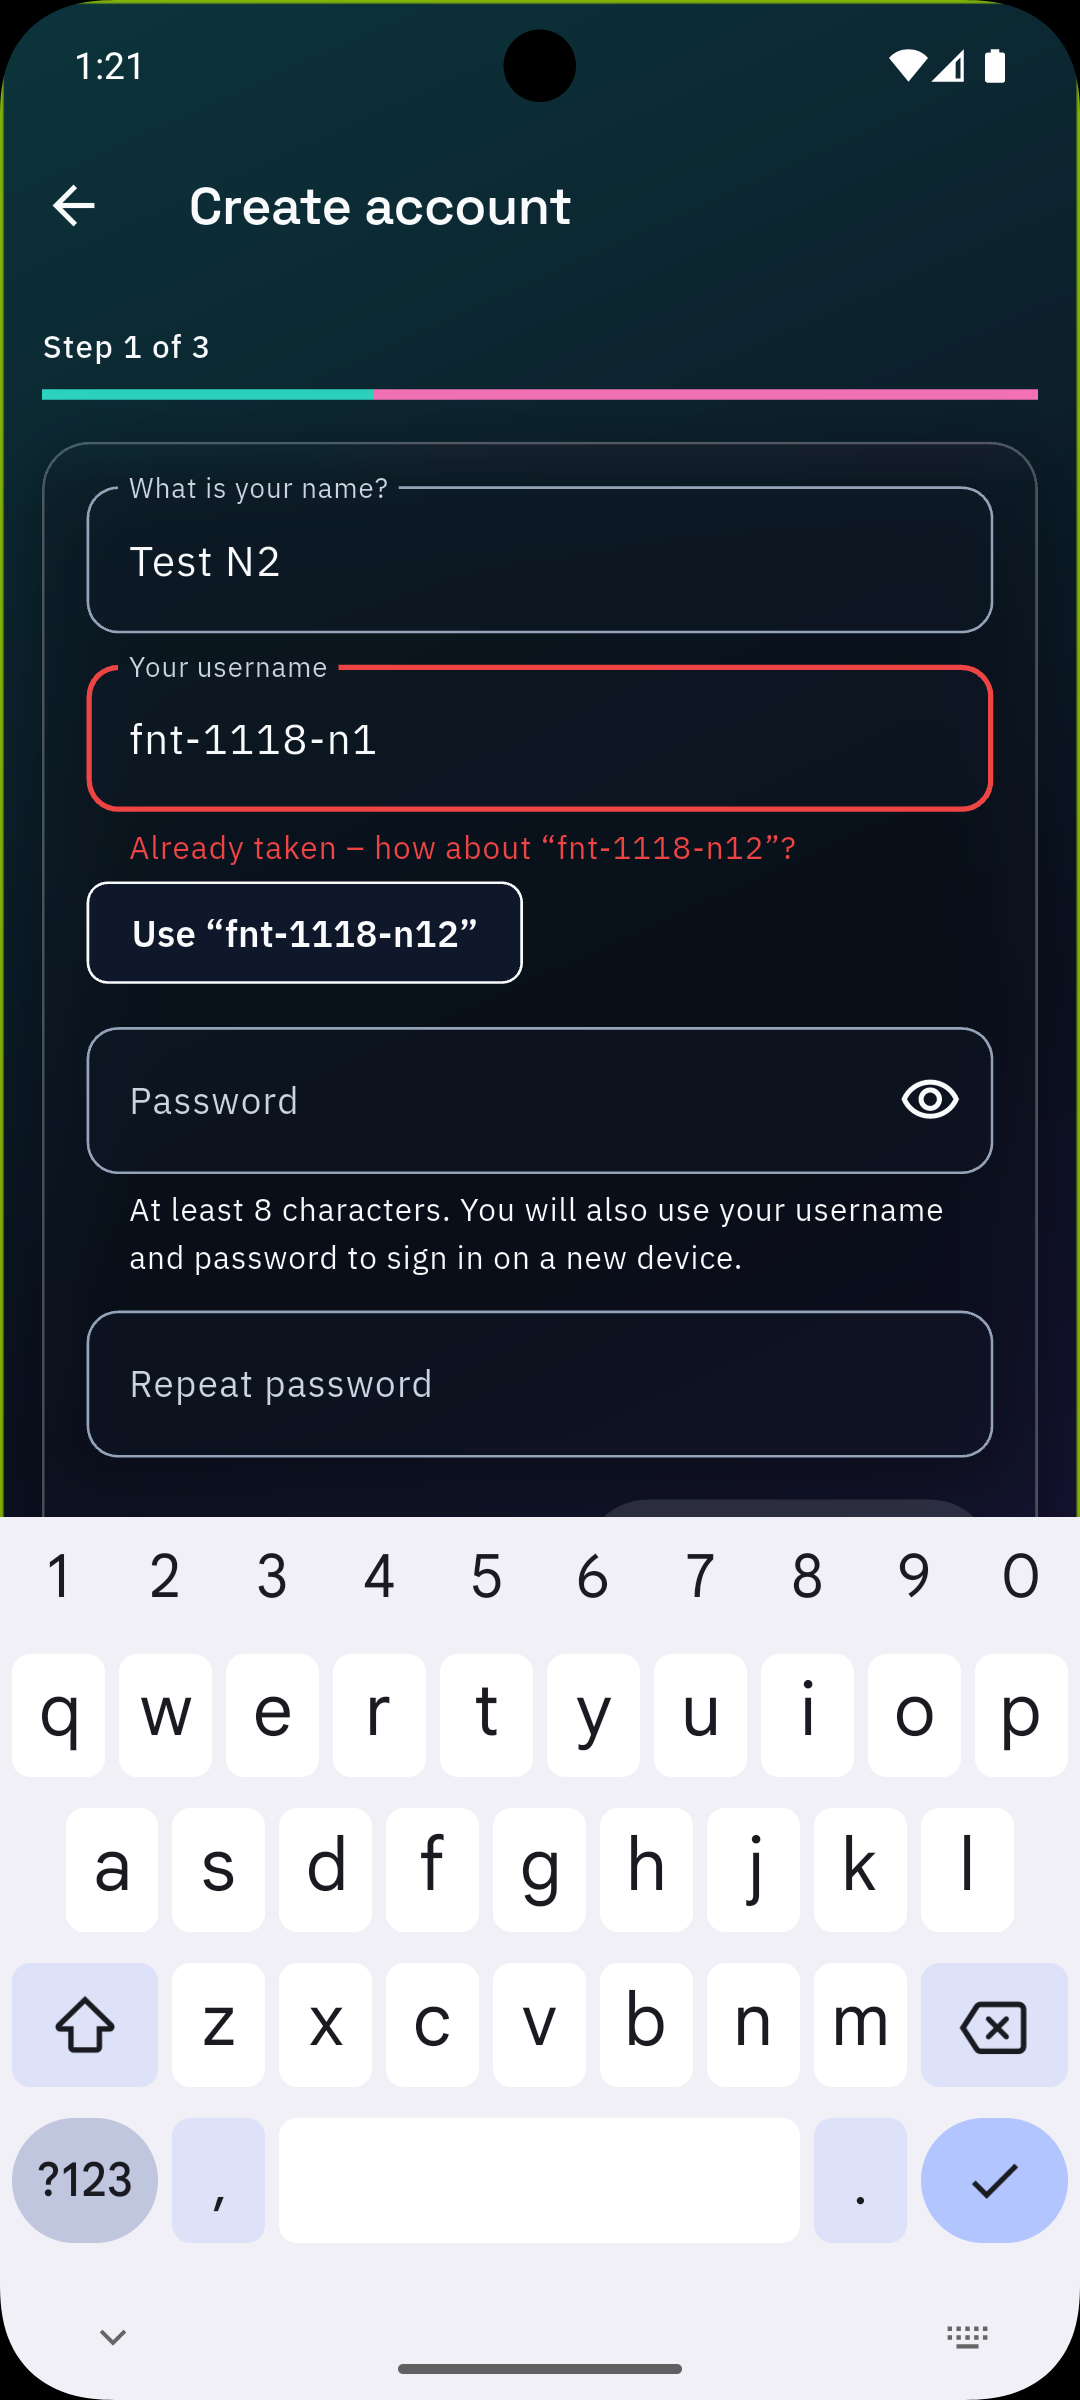 1:21
Create account
Step 1 of 3
What is your name?
Test N2
Your username
fnt-1118-n1
Already taken – how about “fnt-1118-n12”?
Use “fnt-1118-n12”
Password
At least 8 characters. You will also use your username
and password to sign in on a new device.
Repeat password
1 2 3 4 5 6 7 8 9 0
q w e r t y u i o p
a s d f g h j k l
z x c v b n m
?123 , .